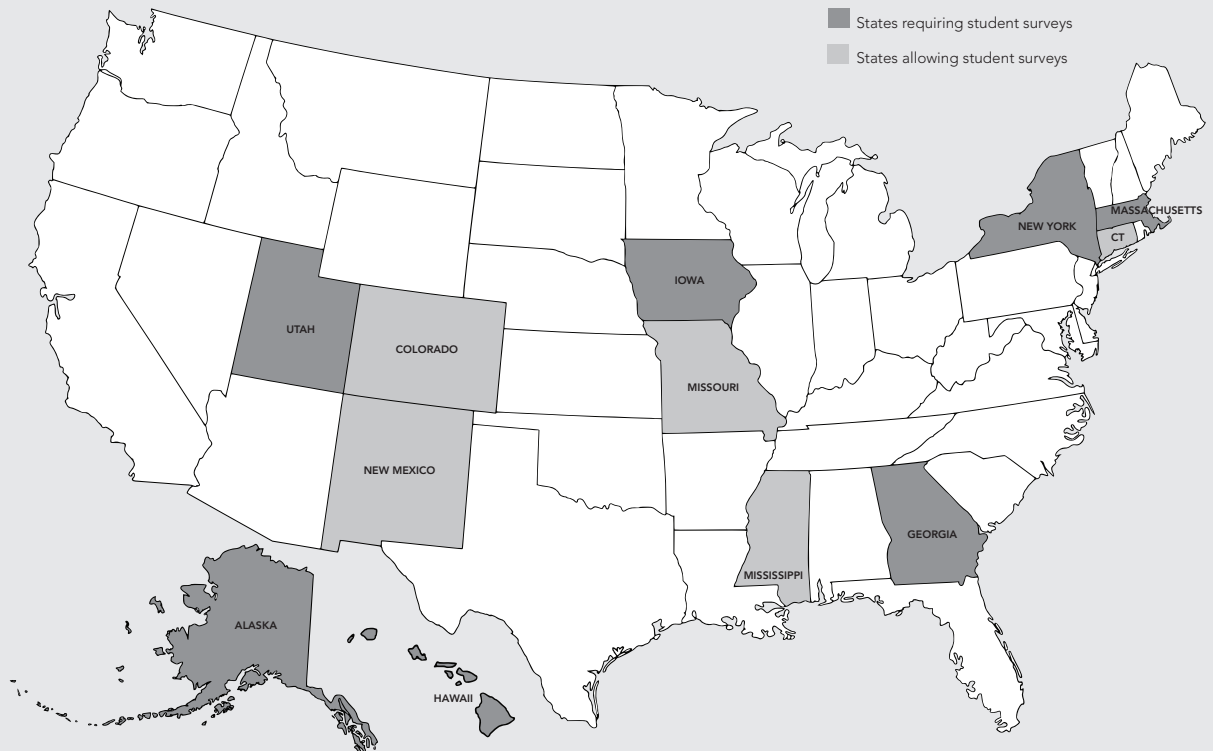 States requiring student surveys
States allowing student surveys
MASSACHUSETTS
NEW YORK
CT
IOWA
UTAH
COLORADO
MISSOURI
NEW MEXICO
GEORGIA
MISSISSIPPI
ALASKA
HAWAII